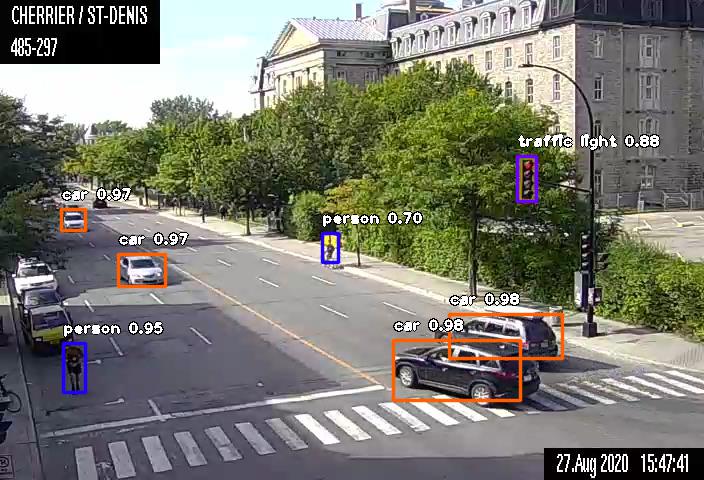 CHERRIER / ST-DENIS
485-297
traffic light 0.88
car 0.97
person 0.70
car 0.97
car 0.98
car 0.98
person 0.95
27.Aug 2020 15:47:41